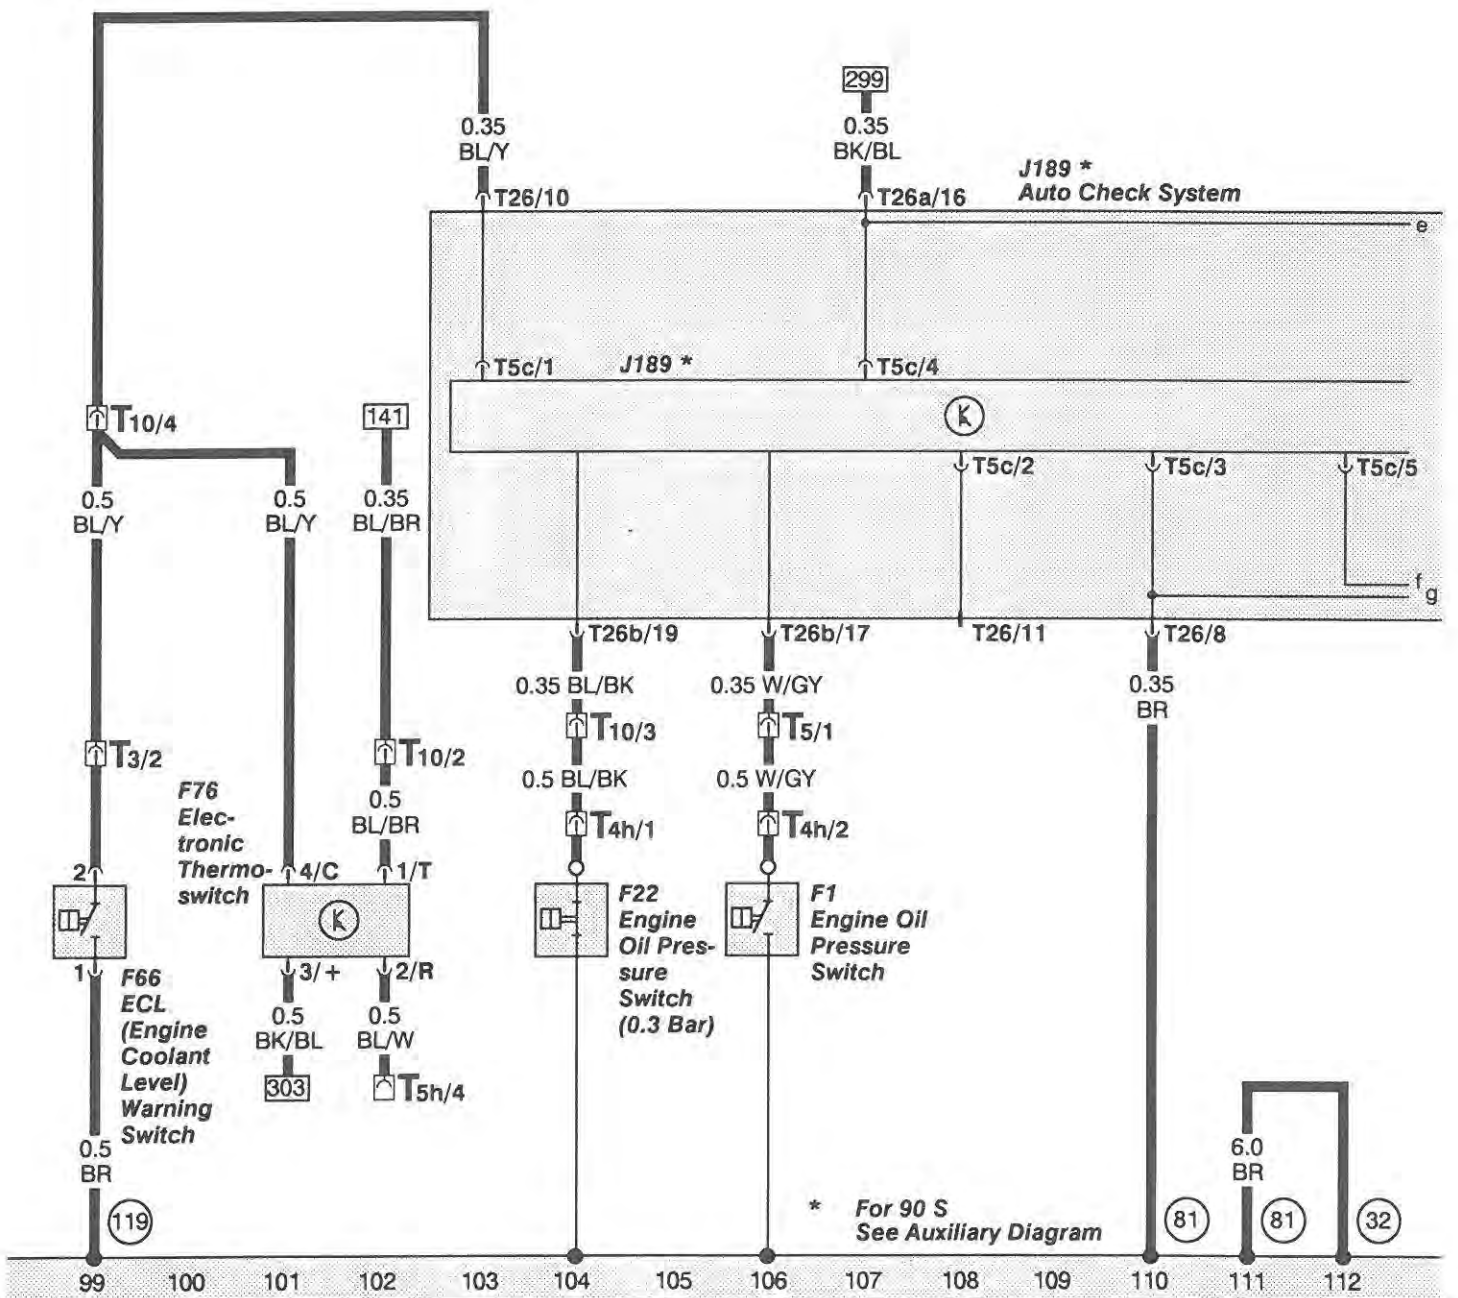 299
0.35
BL/Y
0.35
BK/BL
J189 *
Auto Check System
T26/10
T26a/16
e
T5c/1
J189 *
T5c/4
T10/4
141
T5c/2
T5c/3
T5c/5
0.5
BL/Y
0.5
BL/Y
0.35
BL/BR
f
g
T26b/19
T26b/17
T26/11
T26/8
0.35 BL/BK
0.35 W/GY
0.35
BR
T10/3
T5/1
T3/2
T10/2
0.5 BL/BK
0.5 W/GY
F76
Elec-
tronic
Thermo-
switch
0.5
BL/BR
T4h/1
T4h/2
2
4/C
1/T
F22
Engine
Oil Pres-
sure
Switch
(0.3 Bar)
F1
Engine Oil
Pressure
Switch
1
3/+
2/R
F66
ECL
(Engine
Coolant
Level)
Warning
Switch
0.5
BK/BL
0.5
BL/W
303
T5h/4
0.5
BR
6.0
BR
119
* For 90 S
See Auxiliary Diagram
81
81
32
99 100 101 102 103 104 105 106 107 108 109 110 111 112